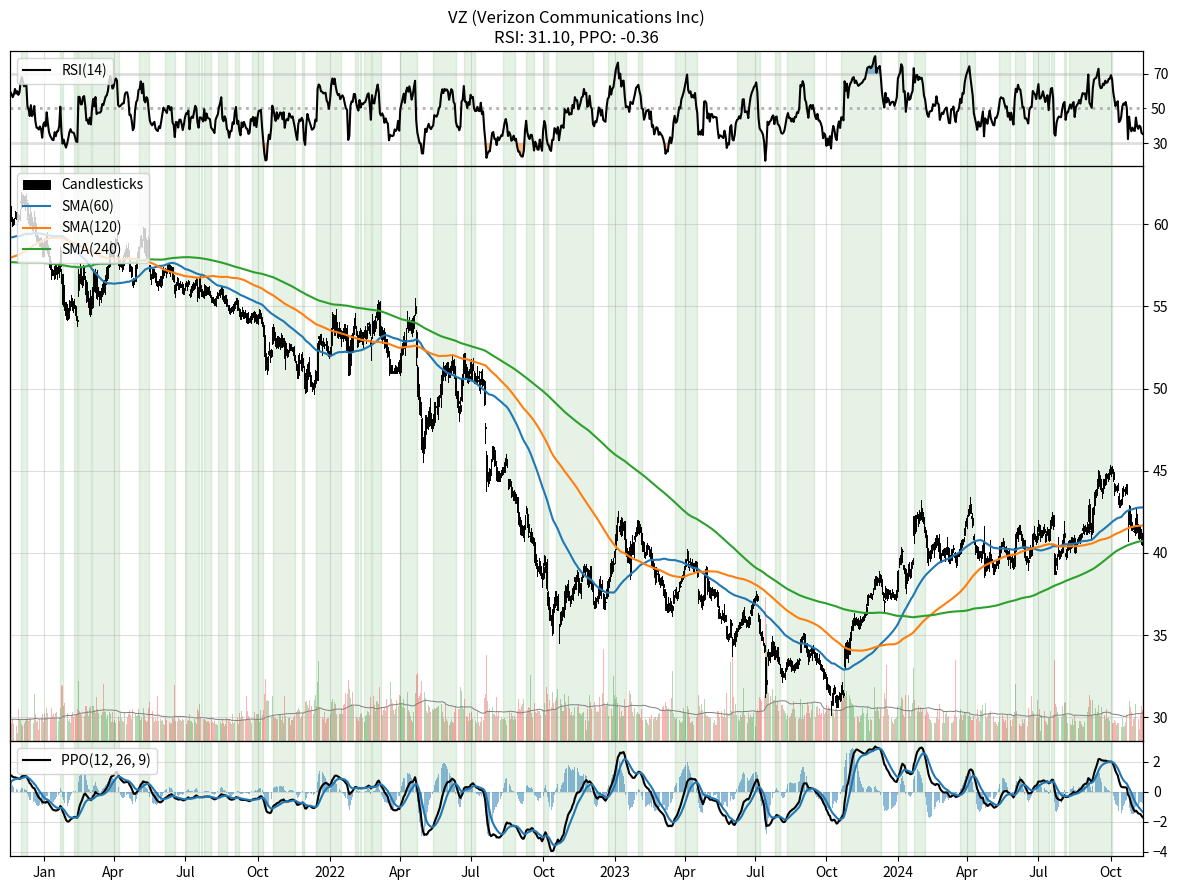 VZ (Verizon Communications Inc)
RSI: 31.10, PPO: -0.36
RSI(14)
70
50
30
Candlesticks
SMA(60)
SMA(120)
SMA(240)
60
55
50
45
40
35
30
PPO(12, 26, 9)
2
0
−2
−4
Jan Apr Jul Oct 2022 Apr Jul Oct 2023 Apr Jul Oct 2024 Apr Jul Oct